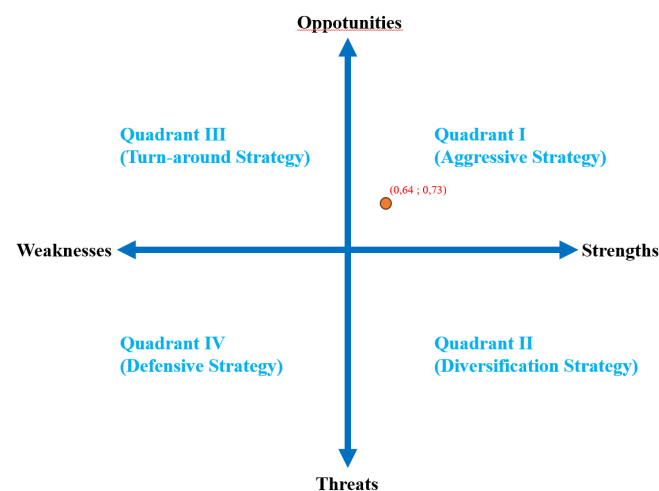 Oppotunities
Quadrant III
(Turn-around Strategy)
Quadrant I
(Aggressive Strategy)
(0,64 ; 0,73)
Weaknesses
Strengths
Quadrant IV
(Defensive Strategy)
Quadrant II
(Diversification Strategy)
Threats